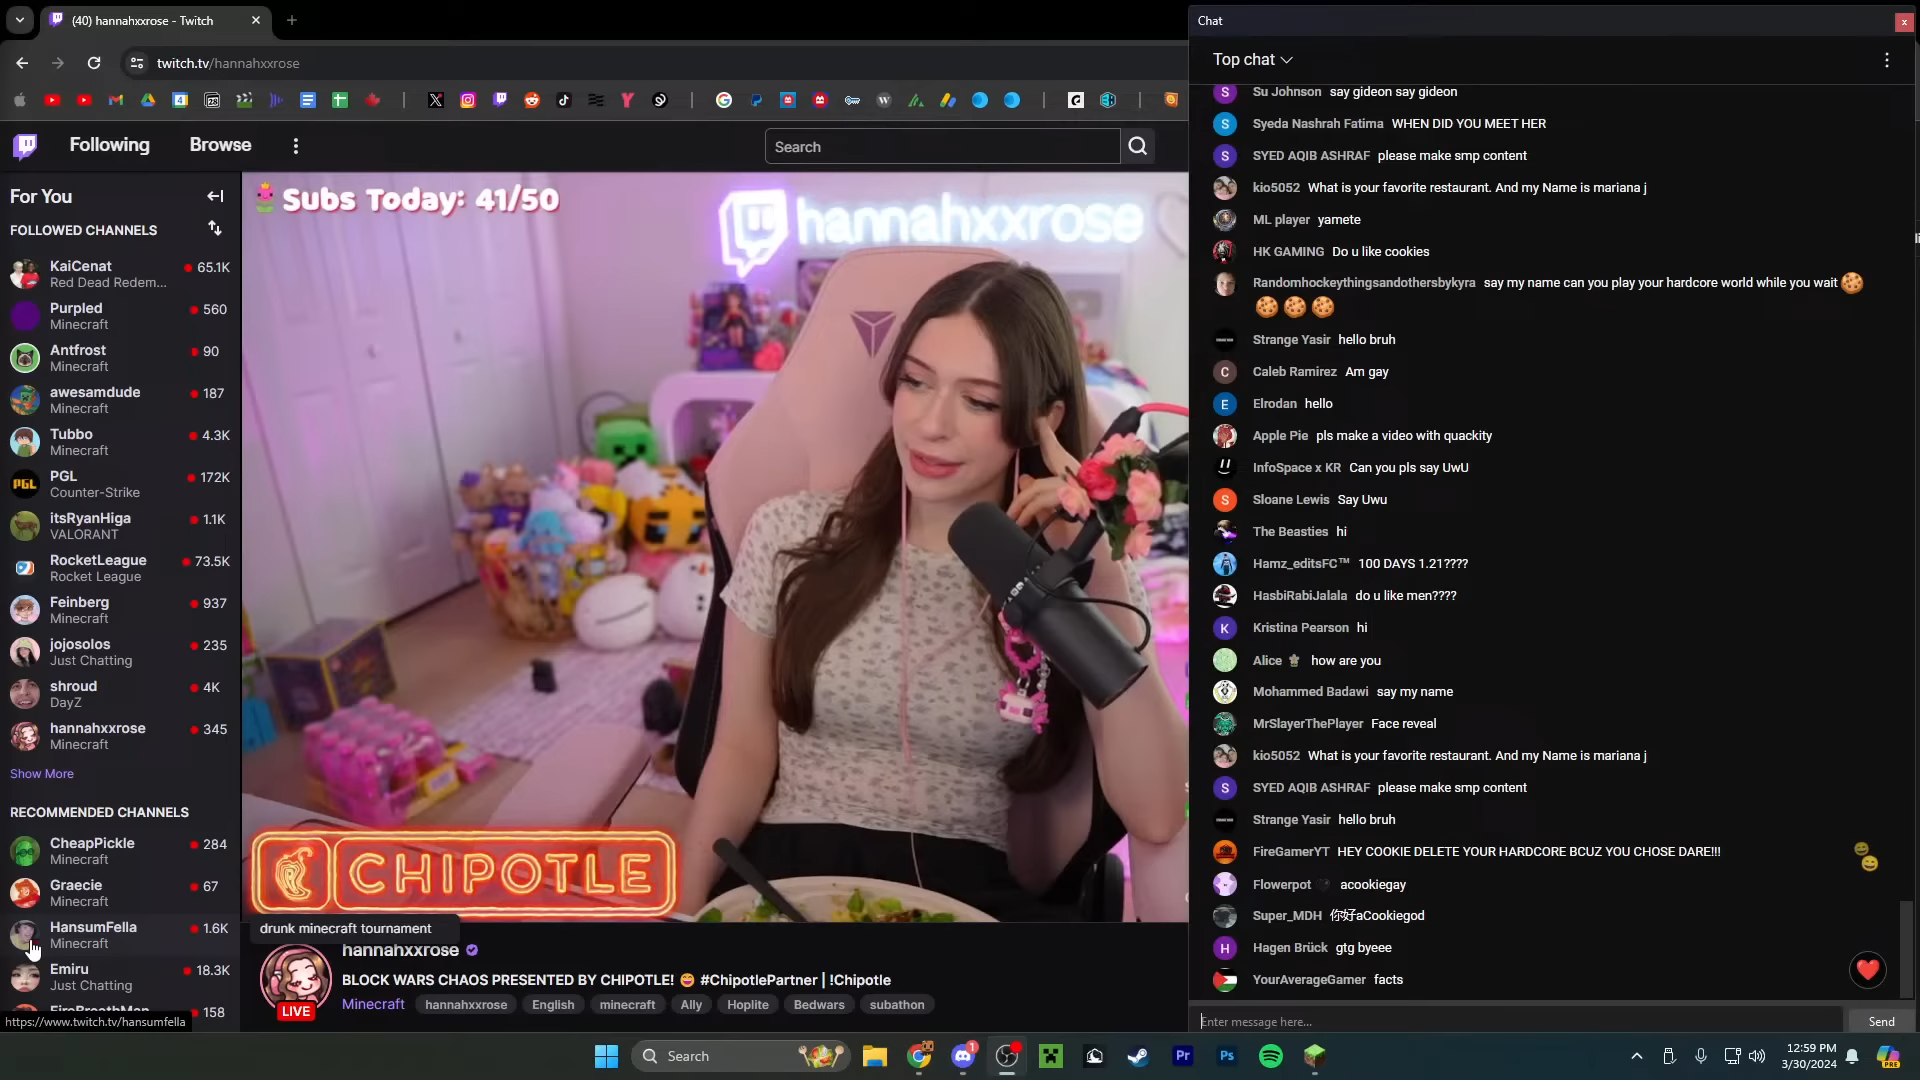 (40) hannahxxrose - Twitch
twitch.tv/hannahxxrose
Following
Browse
Search
For You
FOLLOWED CHANNELS
KaiCenat
65.1K
Red Dead Redem...
Purpled
560
Minecraft
Antfrost
90
Minecraft
awesamdude
187
Minecraft
Tubbo
4.3K
Minecraft
PGL
172K
Counter-Strike
itsRyanHiga
1.1K
VALORANT
RocketLeague
73.5K
Rocket League
Feinberg
937
Minecraft
jojosolos
235
Just Chatting
shroud
4K
DayZ
hannahxxrose
345
Minecraft
Show More
RECOMMENDED CHANNELS
CheapPickle
284
Minecraft
Graecie
67
Minecraft
HansumFella
1.6K
Minecraft
Emiru
18.3K
Just Chatting
158
https://www.twitch.tv/hansumfella
Subs Today: 41/50
hannahxxrose
CHIPOTLE
drunk minecraft tournament
hannahxxrose
BLOCK WARS CHAOS PRESENTED BY CHIPOTLE! 😄 #ChipotlePartner | !Chipotle
LIVE
Minecraft hannahxxrose English minecraft Ally Hoplite Bedwars subathon
Chat
Top chat
Su Johnson say gideon say gideon
Syeda Nashrah Fatima WHEN DID YOU MEET HER
SYED AQIB ASHRAF please make smp content
kio5052 What is your favorite restaurant. And my Name is mariana j
ML player yamete
HK GAMING Do u like cookies
Randomhockeythingsandothersbykyra say my name can you play your hardcore world while you wait 🍪
🍪 🍪 🍪
Strange Yasir hello bruh
Caleb Ramirez Am gay
Elrodan hello
Apple Pie pls make a video with quackity
InfoSpace x KR Can you pls say UwU
Sloane Lewis Say Uwu
The Beasties hi
Hamz_editsFC™ 100 DAYS 1.21????
HasbiRabiJalala do u like men????
Kristina Pearson hi
Alice how are you
Mohammed Badawi say my name
MrSlayerThePlayer Face reveal
kio5052 What is your favorite restaurant. And my Name is mariana j
SYED AQIB ASHRAF please make smp content
Strange Yasir hello bruh
FireGamerYT HEY COOKIE DELETE YOUR HARDCORE BCUZ YOU CHOSE DARE!!!
Flowerpot 🖤 acookiegay
Super_MDH 你好aCookiegod
Hagen Brück gtg byeee
YourAverageGamer facts
Enter message here...
Send
Search
12:59 PM
3/30/2024